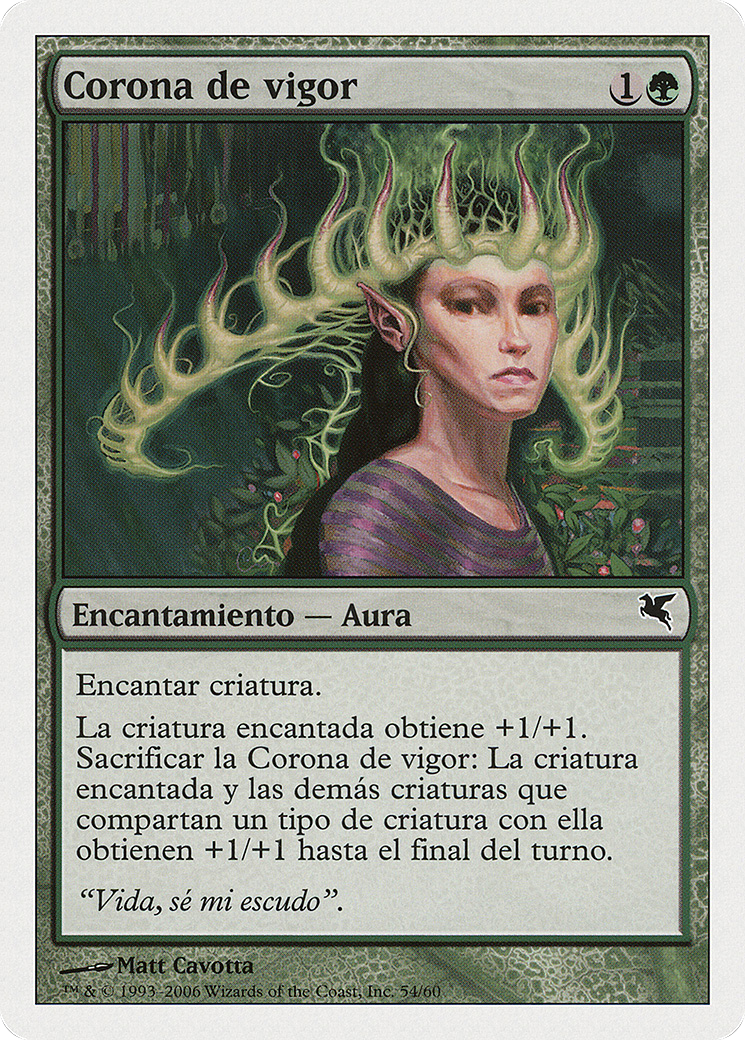 Corona de vigor 1
Encantamiento — Aura
Encantar criatura.
La criatura encantada obtiene +1/+1.
Sacrificar la Corona de vigor: La criatura
encantada y las demás criaturas que
compartan un tipo de criatura con ella
obtienen +1/+1 hasta el final del turno.
“Vida, sé mi escudo”.
Matt Cavotta
™ & © 1993-2006 Wizards of the Coast, Inc. 54/60